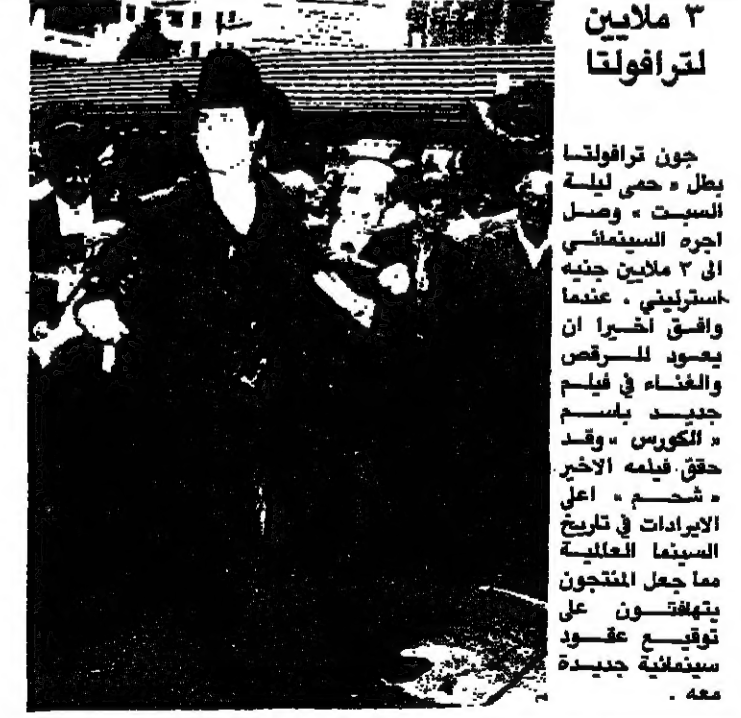 ٣ ملايين
لترافولتا
جون ترافولتا
بطل « حمى ليلة
السبت » وصل
اجره السينمائي
الى ٣ ملايين جنيه
استرليني . عندما
وافق اخيرا ان
يعود للرقص
والغناء في فيلم
جديد باسم
« الكورس » وقد
حقق فيلمه الاخير
« شحم » اعلى
الايرادات في تاريخ
السينما العالمية
مما جعل المنتجون
يتهافتون على
توقيع عقود
سينمائية جديدة
معه .